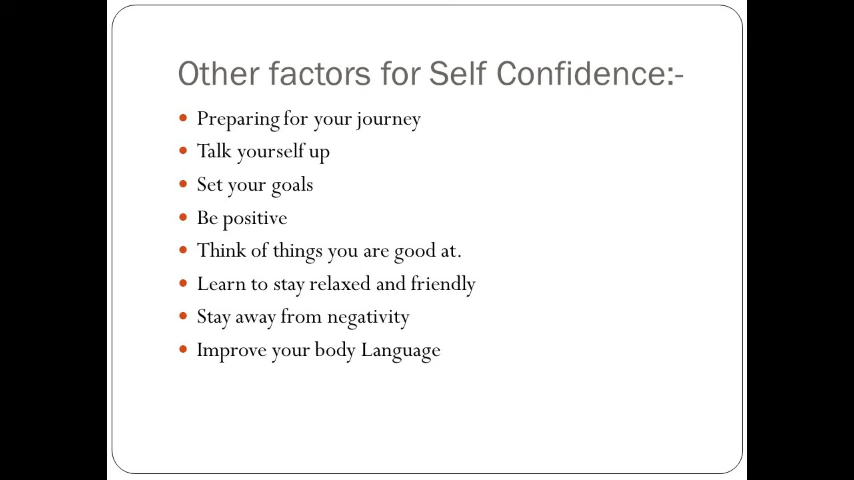 Other factors for Self Confidence:-
• Preparing for your journey
• Talk yourself up
• Set your goals
• Be positive
• Think of things you are good at.
• Learn to stay relaxed and friendly
• Stay away from negativity
• Improve your body Language